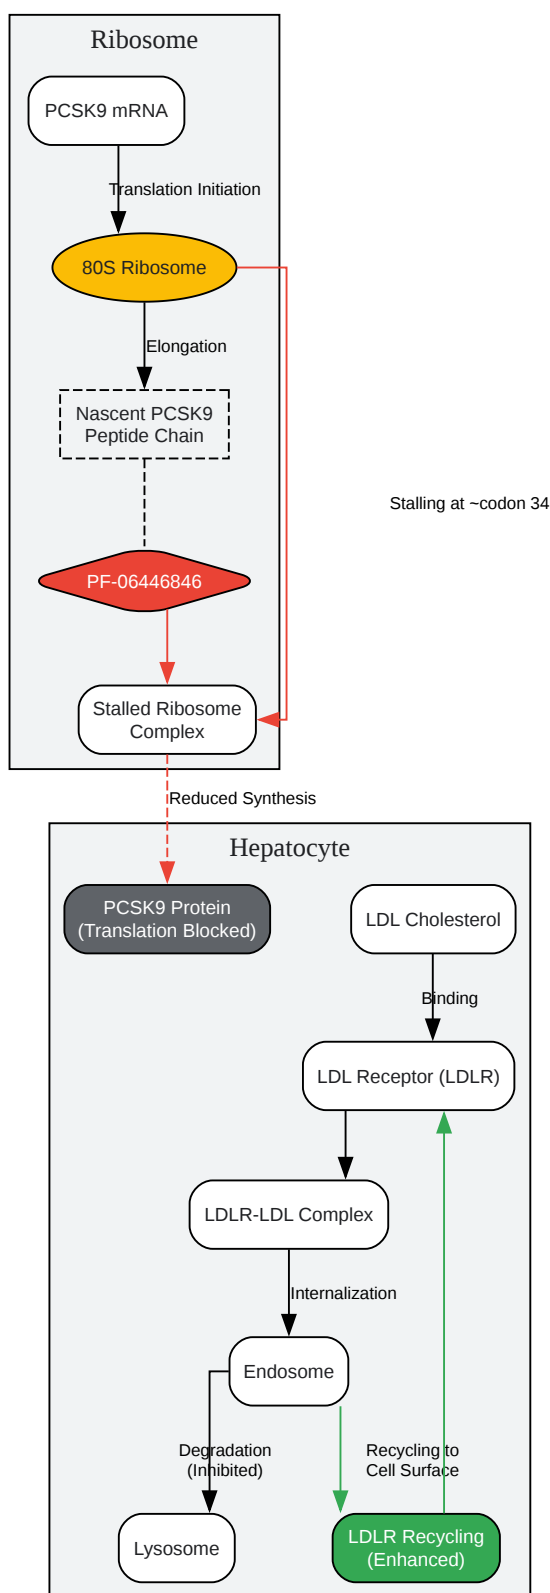 Ribosome
PCSK9 mRNA
Translation Initiation
80S Ribosome
Elongation
Nascent PCSK9
Peptide Chain
Stalling at ~codon 34
PF-06446846
Stalled Ribosome
Complex
Reduced Synthesis
Hepatocyte
PCSK9 Protein
(Translation Blocked)
LDL Cholesterol
Binding
LDL Receptor (LDLR)
LDLR-LDL Complex
Internalization
Endosome
Degradation
(Inhibited)
Recycling to
Cell Surface
Lysosome
LDLR Recycling
(Enhanced)